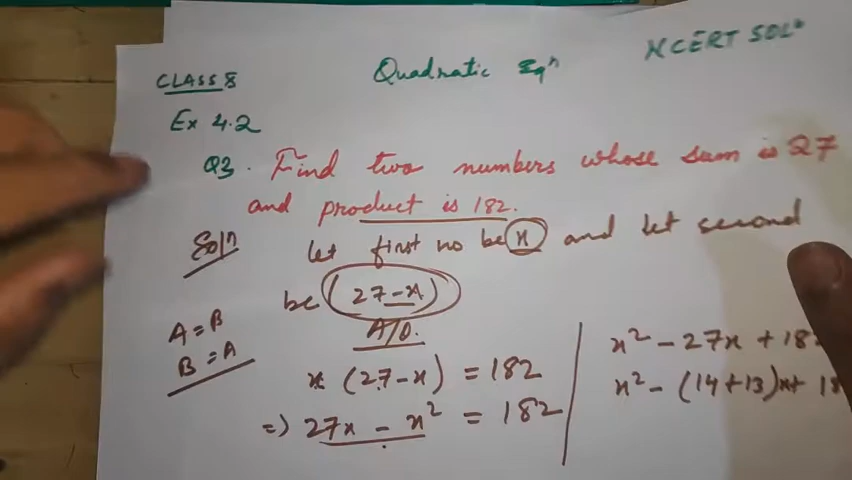 NCERT SOLⁿ
CLASS 8
Quadratic Eqⁿ
Ex 4.2
Q3. Find two numbers whose sum is 27
and product is 182.
Solⁿ
let first no be x and let second
be (27-x)
A/Q.
A = B
B = A
x (27-x) = 182
=) 27x - x² = 182
x² - 27x + 18
x² - (14+13)x + 18